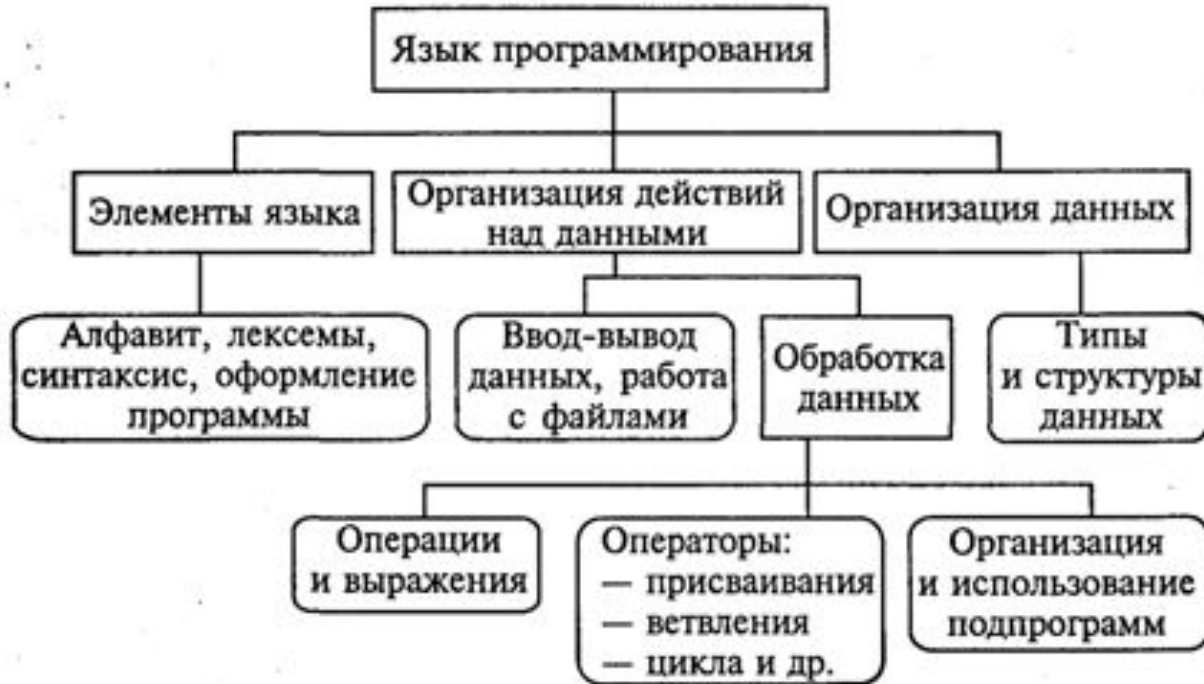 Язык программирования
Элементы языка
Организация действий
над данными
Организация данных
Алфавит, лексемы,
синтаксис, оформление
программы
Ввод-вывод
данных, работа
с файлами
Обработка
данных
Типы
и структуры
данных
Операции
и выражения
Операторы:
— присваивания
— ветвления
— цикла и др.
Организация
и использование
подпрограмм